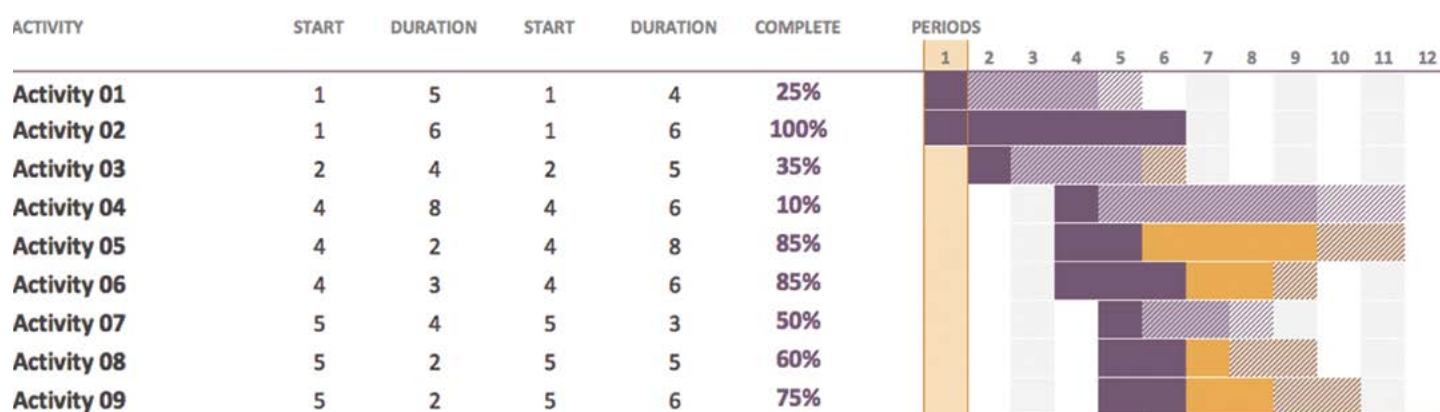 ACTIVITY START DURATION START DURATION COMPLETE PERIODS
1 2 3 4 5 6 7 8 9 10 11 12
Activity 01 1 5 1 4 25%
Activity 02 1 6 1 6 100%
Activity 03 2 4 2 5 35%
Activity 04 4 8 4 6 10%
Activity 05 4 2 4 8 85%
Activity 06 4 3 4 6 85%
Activity 07 5 4 5 3 50%
Activity 08 5 2 5 5 60%
Activity 09 5 2 5 6 75%